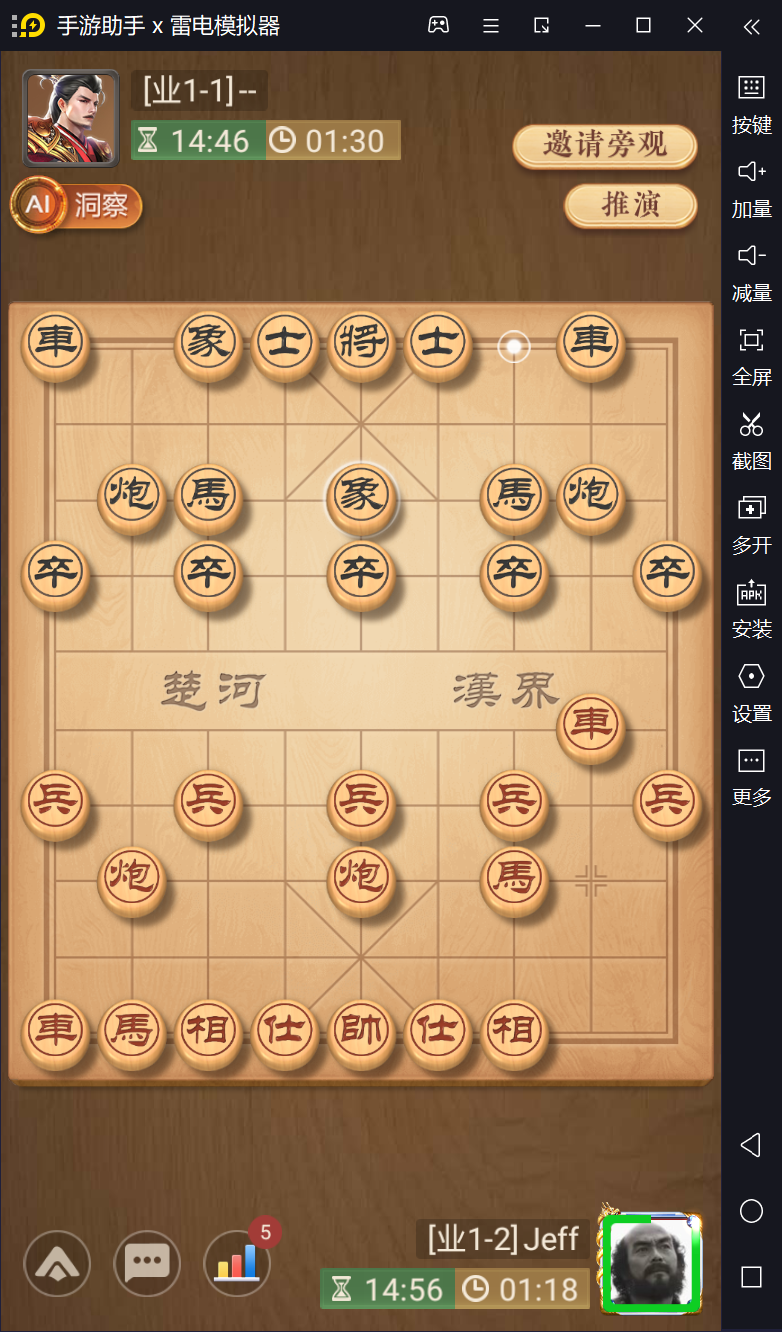 手游助手 x 雷电模拟器
[业1-1]--
14:46 01:30
邀请旁观
AI 洞察
推演
車 象 士 將 士 車
炮 馬 象 馬 炮
卒 卒 卒 卒 卒
楚河 漢界
車
兵 兵 兵 兵 兵
炮 炮 馬
車 馬 相 仕 帥 仕 相
5
[业1-2]Jeff
14:56 01:18
按键
加量
减量
全屏
截图
多开
APK
安装
设置
更多